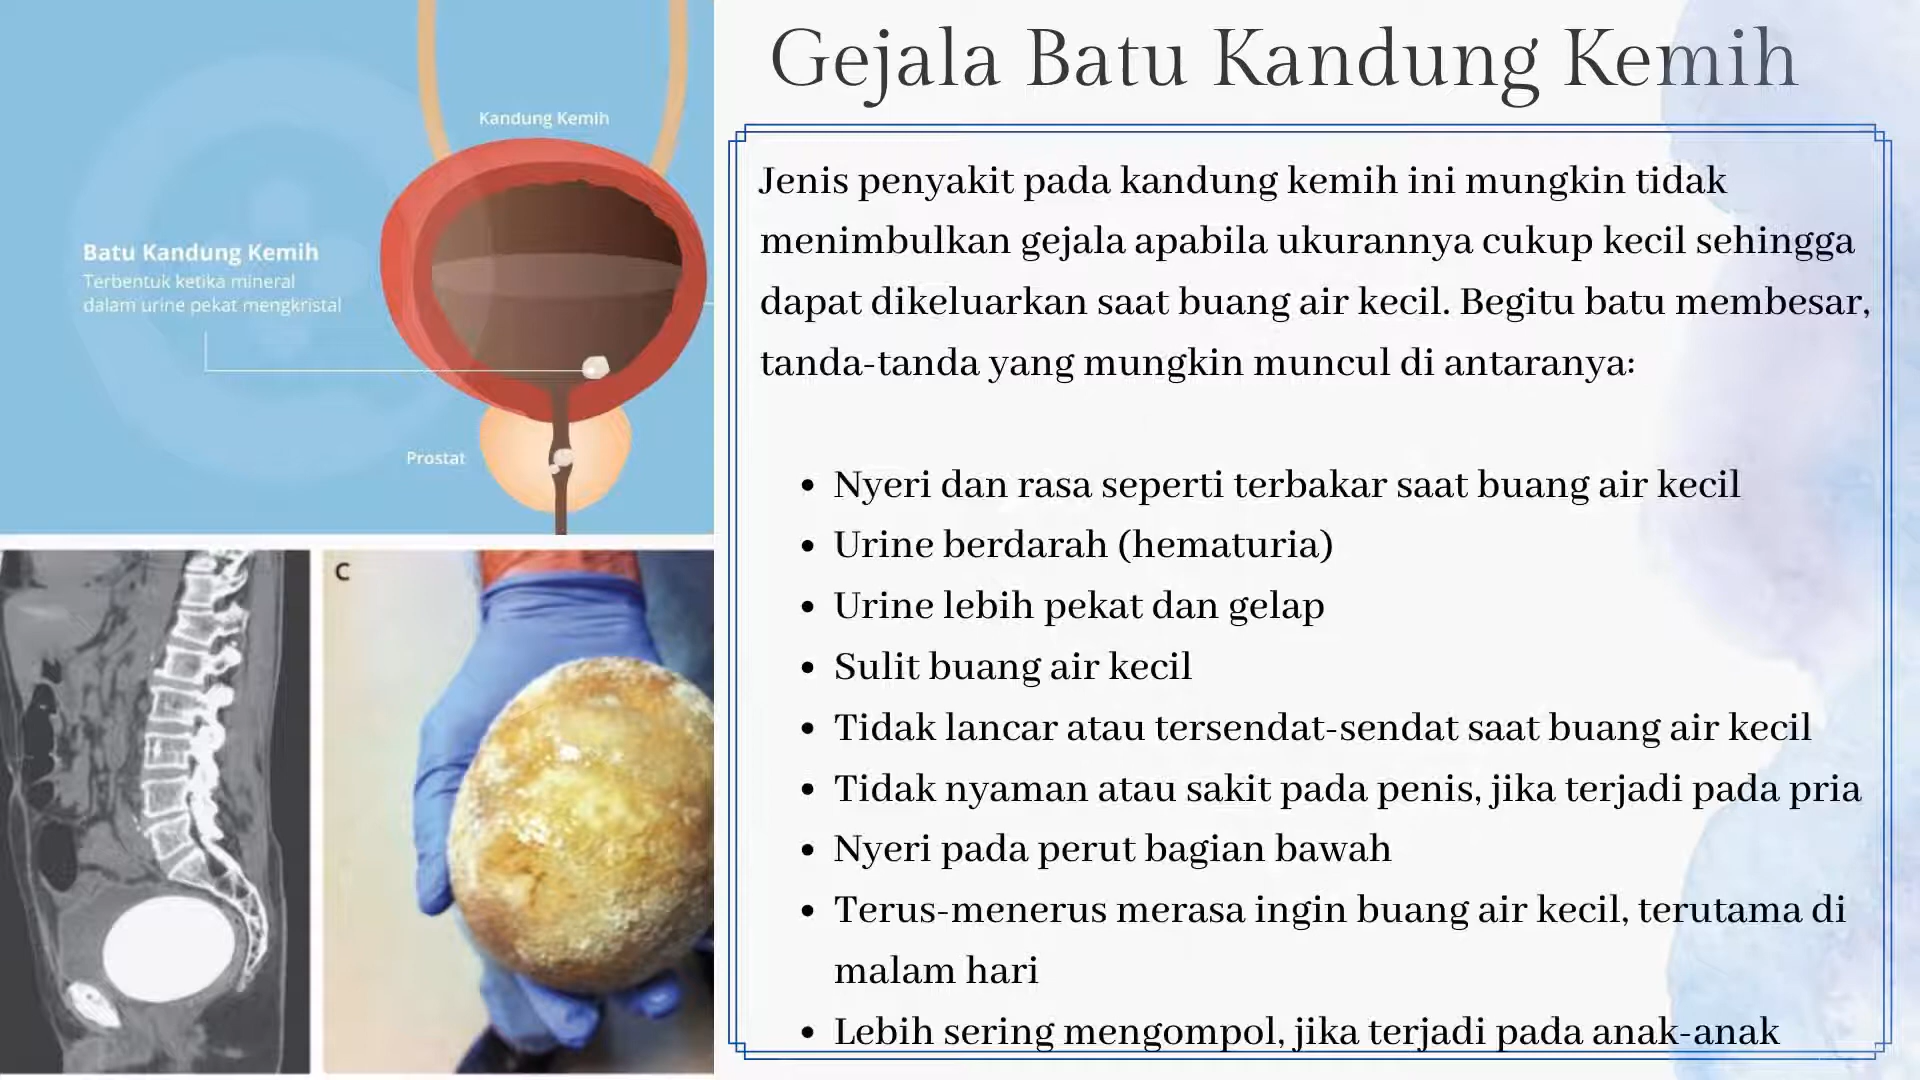 Gejala Batu Kandung Kemih
Kandung Kemih
Batu Kandung Kemih
Terbentuk ketika mineral
dalam urine pekat mengkristal
Prostat
C
Jenis penyakit pada kandung kemih ini mungkin tidak
menimbulkan gejala apabila ukurannya cukup kecil sehingga
dapat dikeluarkan saat buang air kecil. Begitu batu membesar,
tanda-tanda yang mungkin muncul di antaranya:
• Nyeri dan rasa seperti terbakar saat buang air kecil
• Urine berdarah (hematuria)
• Urine lebih pekat dan gelap
• Sulit buang air kecil
• Tidak lancar atau tersendat-sendat saat buang air kecil
• Tidak nyaman atau sakit pada penis, jika terjadi pada pria
• Nyeri pada perut bagian bawah
• Terus-menerus merasa ingin buang air kecil, terutama di
malam hari
• Lebih sering mengompol, jika terjadi pada anak-anak